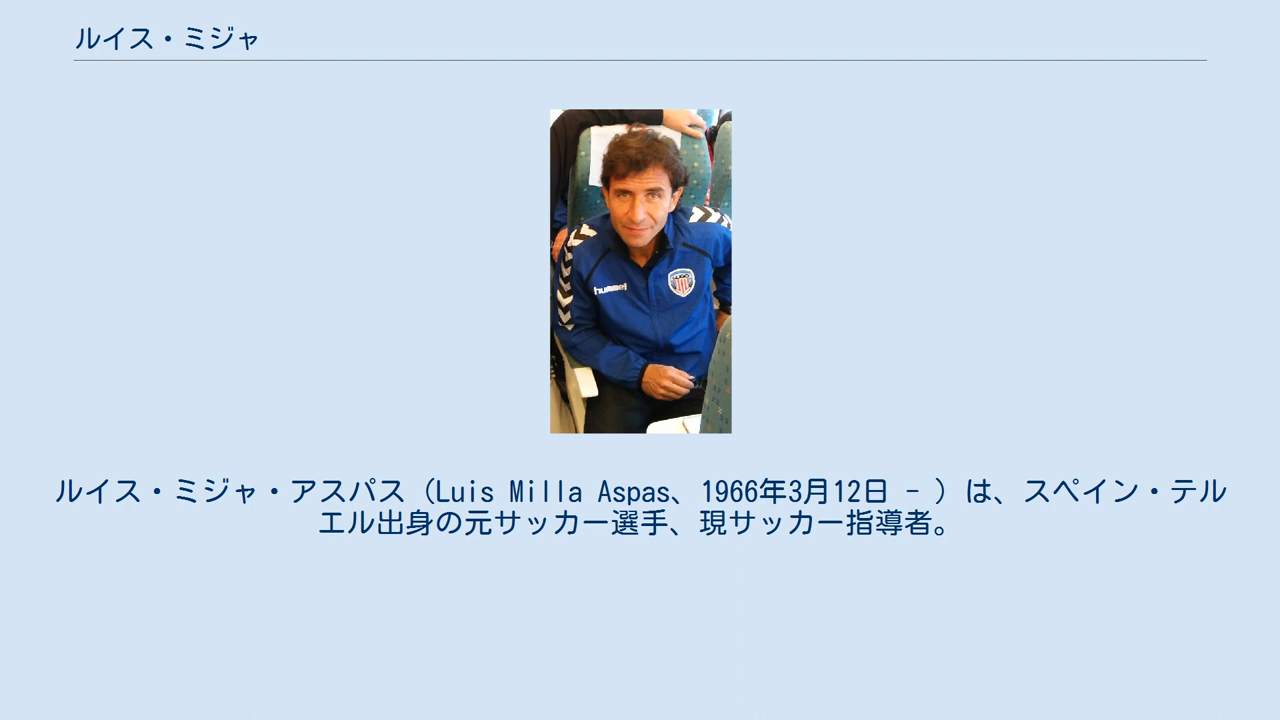 ルイス・ミジャ
hummel
LUGO
ルイス・ミジャ・アスパス（Luis Milla Aspas、1966年3月12日 - ）は、スペイン・テル
エル出身の元サッカー選手、現サッカー指導者。